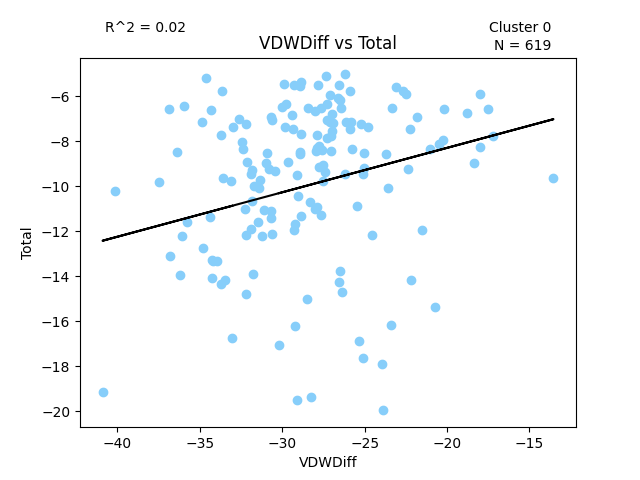 R^2 = 0.02
Cluster 0
VDWDiff vs Total
N = 619
−6
−8
−10
−12
−14
−16
−18
−20
Total
−40
−35
−30
−25
−20
−15
VDWDiff